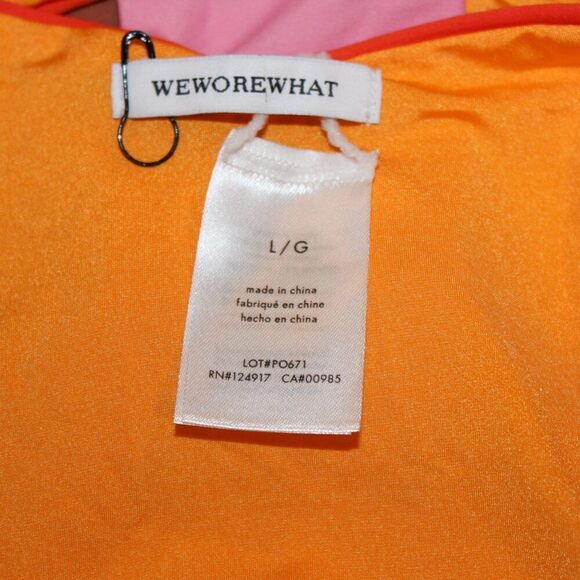 WEWOREWHAT
L/G
made in china
fabriqué en chine
hecho en china
LOT#PO671
RN#124917 CA#00985